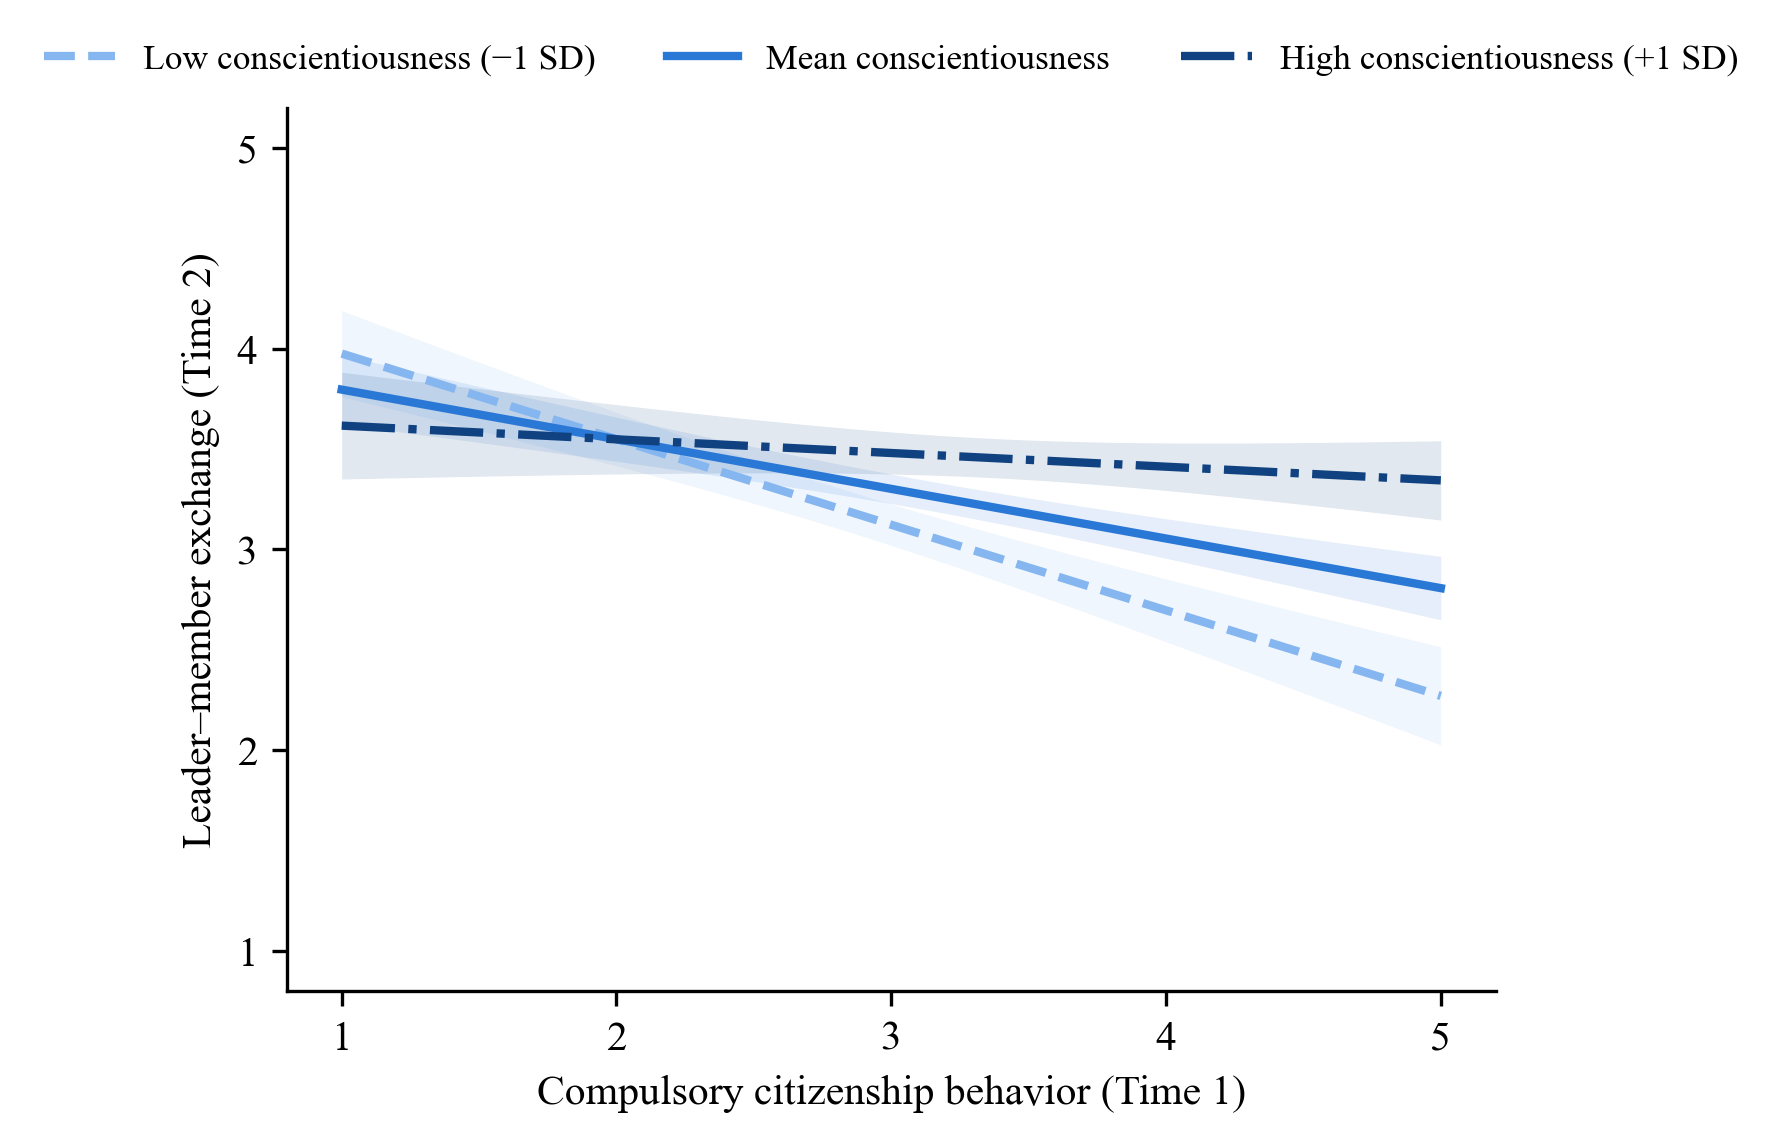 Low conscientiousness (−1 SD)
Mean conscientiousness
High conscientiousness (+1 SD)
Leader–member exchange (Time 2)
5
4
3
2
1
1
2
3
4
5
Compulsory citizenship behavior (Time 1)